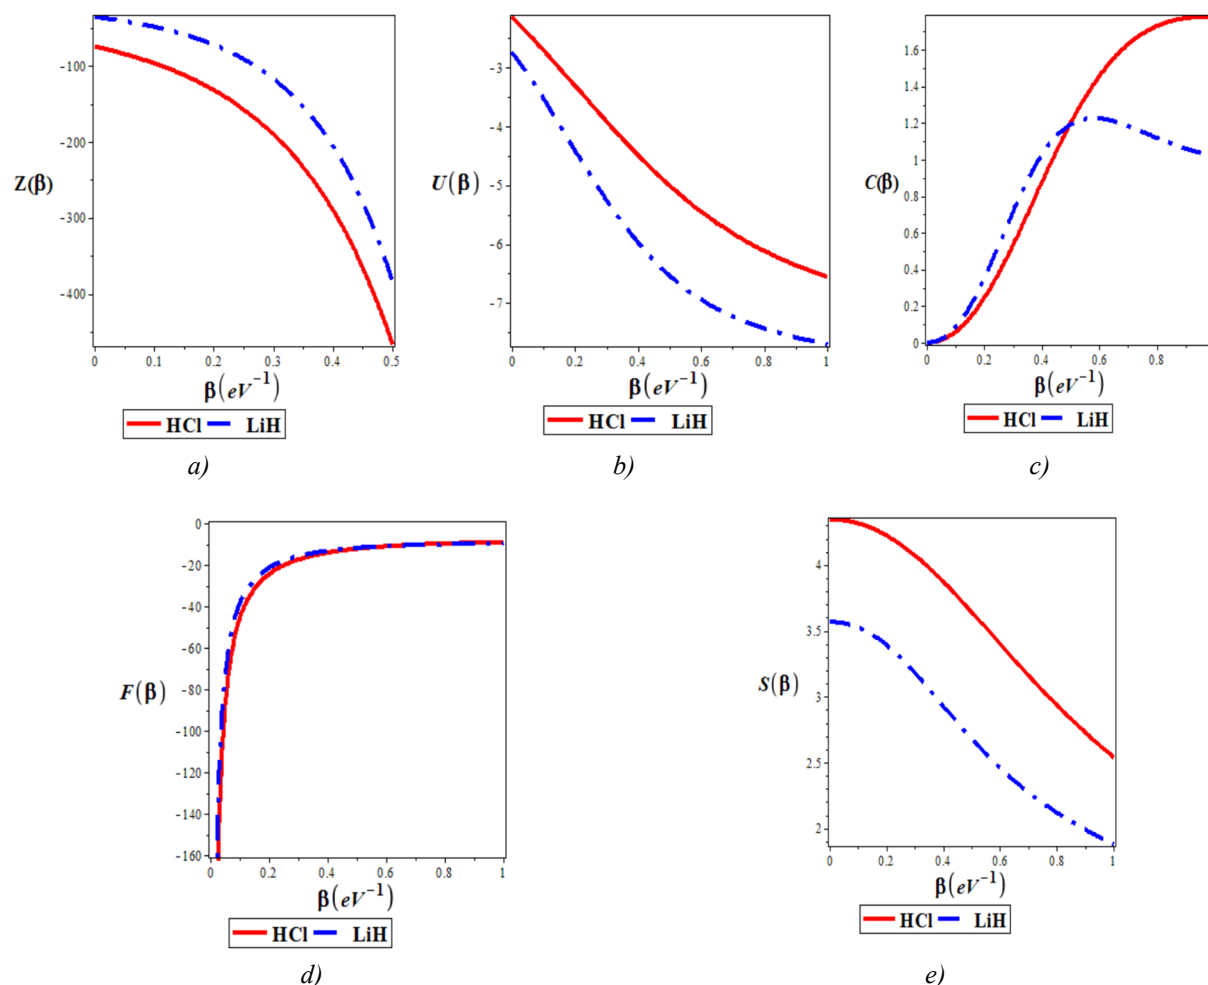 -100
-200
-300
-400
Z(β)
0 0.1 0.2 0.3 0.4 0.5
β(eV⁻¹)
HCl LiH
a)
-3
-4
-5
-6
-7
U(β)
0 0.2 0.4 0.6 0.8 1
β(eV⁻¹)
HCl LiH
b)
1.6
1.4
1.2
1
0.8
0.6
0.4
0.2
0
C(β)
0 0.2 0.4 0.6 0.8
β(eV⁻¹)
HCl LiH
c)
0
-20
-40
-60
-80
-100
-120
-140
-160
F(β)
0 0.2 0.4 0.6 0.8 1
β(eV⁻¹)
HCl LiH
d)
4
3.5
3
2.5
2
S(β)
0 0.2 0.4 0.6 0.8 1
β(eV⁻¹)
HCl LiH
e)